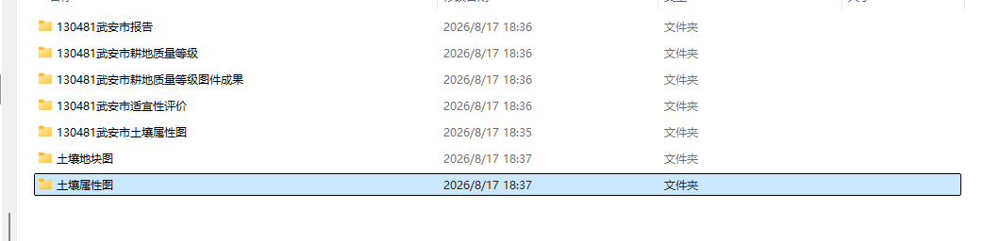 130481武安市报告 2026/8/17 18:36 文件夹
130481武安市耕地质量等级 2026/8/17 18:36 文件夹
130481武安市耕地质量等级图件成果 2026/8/17 18:36 文件夹
130481武安市适宜性评价 2026/8/17 18:36 文件夹
130481武安市土壤属性图 2026/8/17 18:35 文件夹
土壤地块图 2026/8/17 18:37 文件夹
土壤属性图 2026/8/17 18:37 文件夹